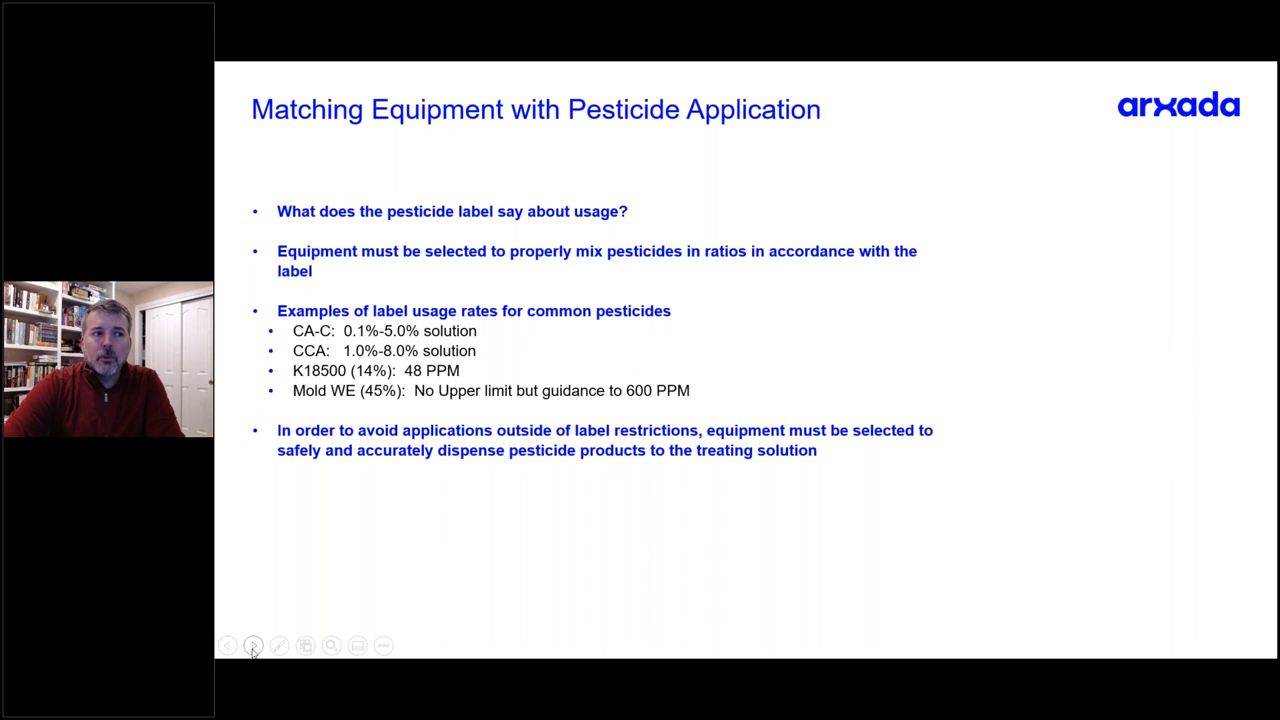 Matching Equipment with Pesticide Application
arxada
• What does the pesticide label say about usage?
• Equipment must be selected to properly mix pesticides in ratios in accordance with the
label
• Examples of label usage rates for common pesticides
• CA-C: 0.1%-5.0% solution
• CCA: 1.0%-8.0% solution
• K18500 (14%): 48 PPM
• Mold WE (45%): No Upper limit but guidance to 600 PPM
• In order to avoid applications outside of label restrictions, equipment must be selected to
safely and accurately dispense pesticide products to the treating solution